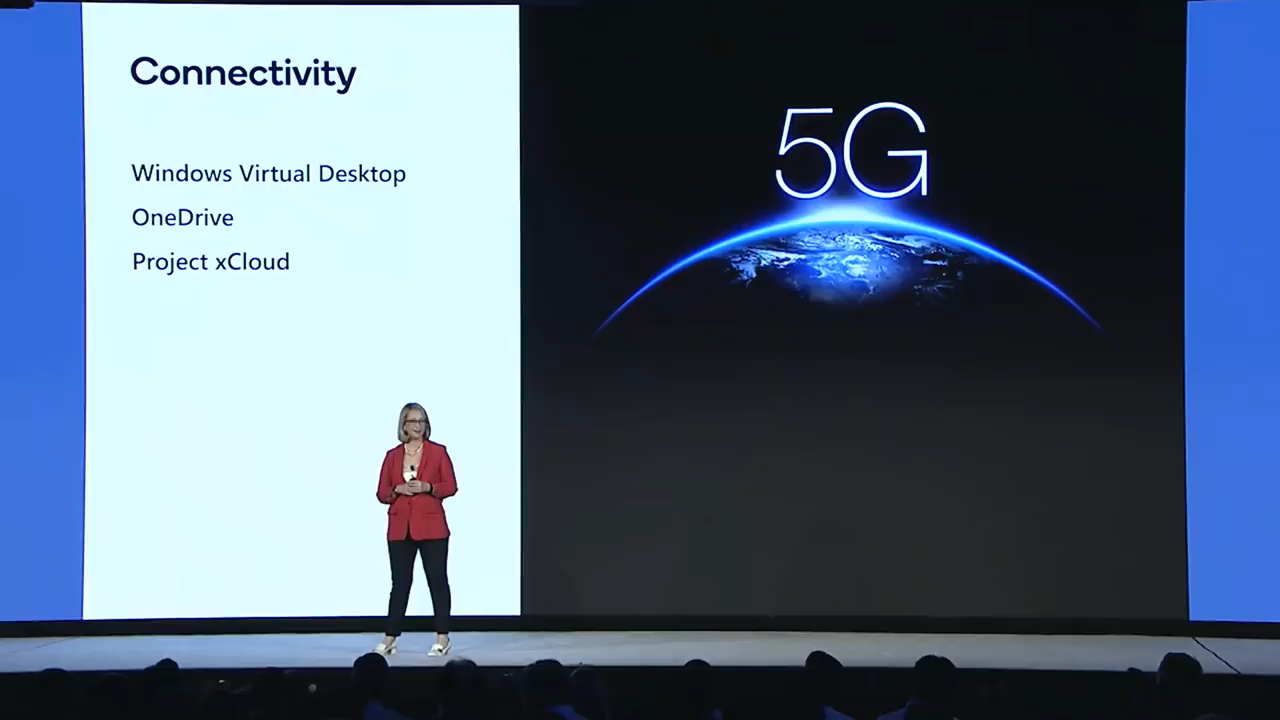 Connectivity
Windows Virtual Desktop
OneDrive
Project xCloud
5G